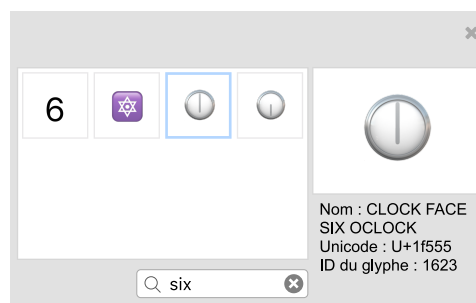 6
Nom : CLOCK FACE
SIX OCLOCK
Unicode : U+1f555
ID du glyphe : 1623
six